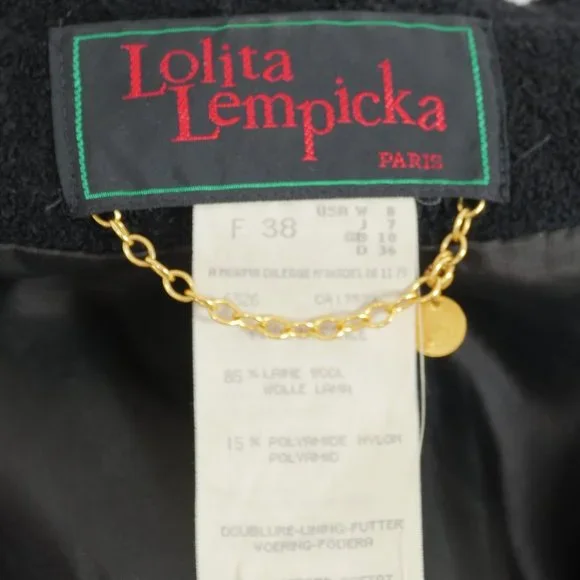 Lolita
Lempicka
PARIS
F 38
USA W 8
J 7
GB 10
D 36
85 % LAINE WOOL
WOLLE LANA
15 % POLYAMIDE NYLON
POLYAMID
DOUBLURE-LINING-FUTTER
VOERING-FODERA